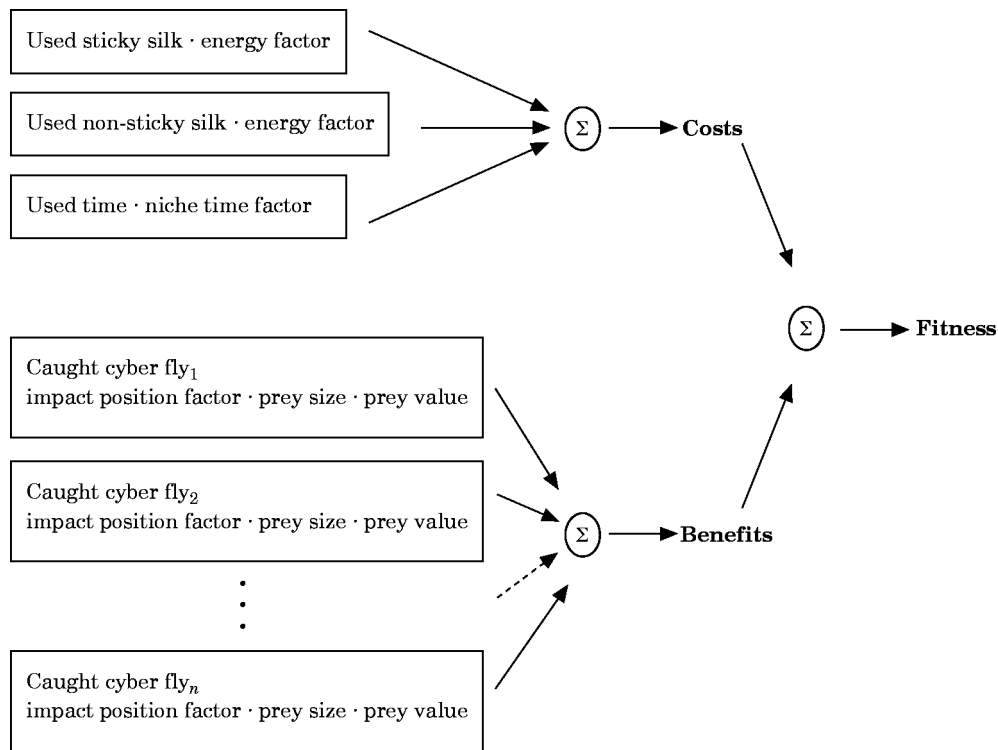 Used sticky silk · energy factor
Used non-sticky silk · energy factor
Σ
Costs
Used time · niche time factor
Σ
Fitness
Caught cyber fly₁
impact position factor · prey size · prey value
Caught cyber fly₂
impact position factor · prey size · prey value
Σ
Benefits
Caught cyber flyₙ
impact position factor · prey size · prey value